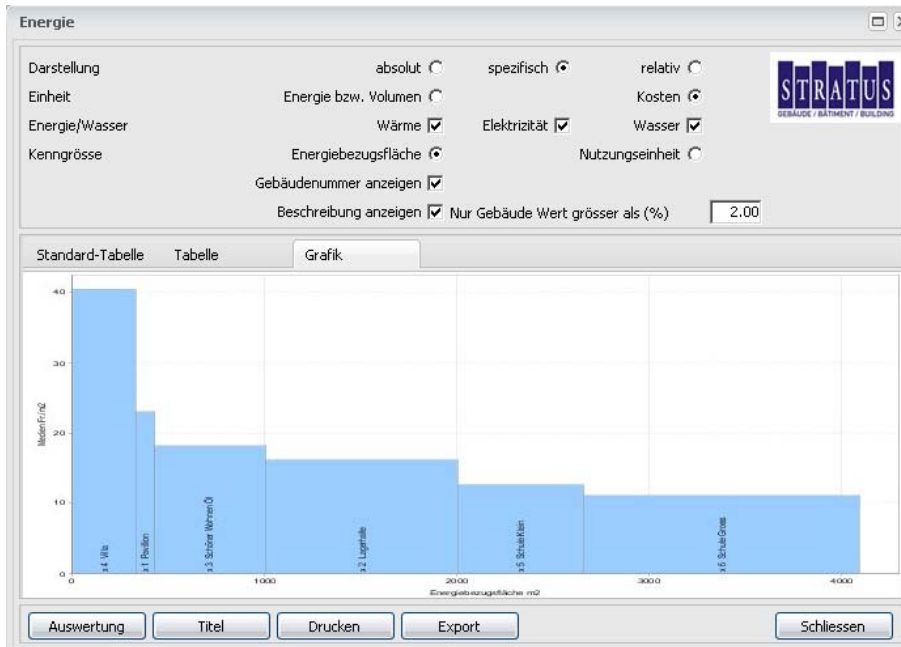 Energie
Darstellung absolut spezifisch relativ
Einheit Energie bzw. Volumen Kosten
Energie/Wasser Wärme Elektrizität Wasser
Kenngrösse Energiebezugsfläche Nutzungseinheit
Gebäudenummer anzeigen
Beschreibung anzeigen Nur Gebäude Wert grösser als (%) 2.00
STRATUS
GEBÄUDE / BÂTIMENT / BUILDING
Standard-Tabelle Tabelle Grafik
40
30
20
10
0
Medien Fr/m2
x 4 Villa
x 1 Pavillon
x 3 Schöner Wohnen Öl
x 2 Lagerhalle
x 5 Schule Klein
x 6 Schule Gross
0 1000 2000 3000 4000
Energiebezugsfläche m2
Auswertung Titel Drucken Export Schliessen